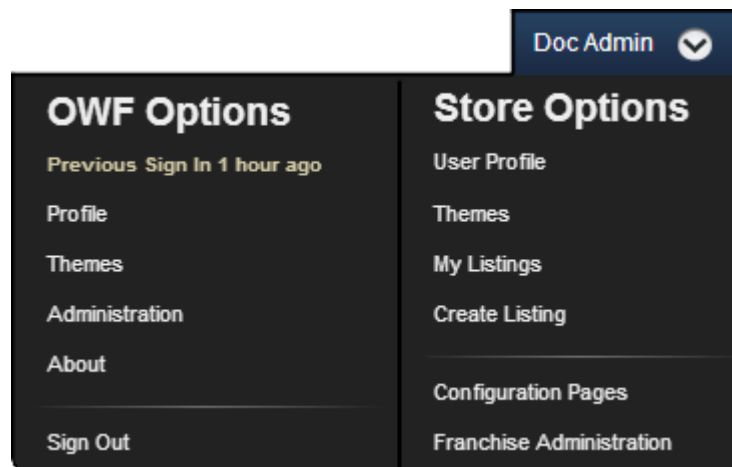 Doc Admin
OWF Options
Previous Sign In 1 hour ago
Profile
Themes
Administration
About
Sign Out
Store Options
User Profile
Themes
My Listings
Create Listing
Configuration Pages
Franchise Administration